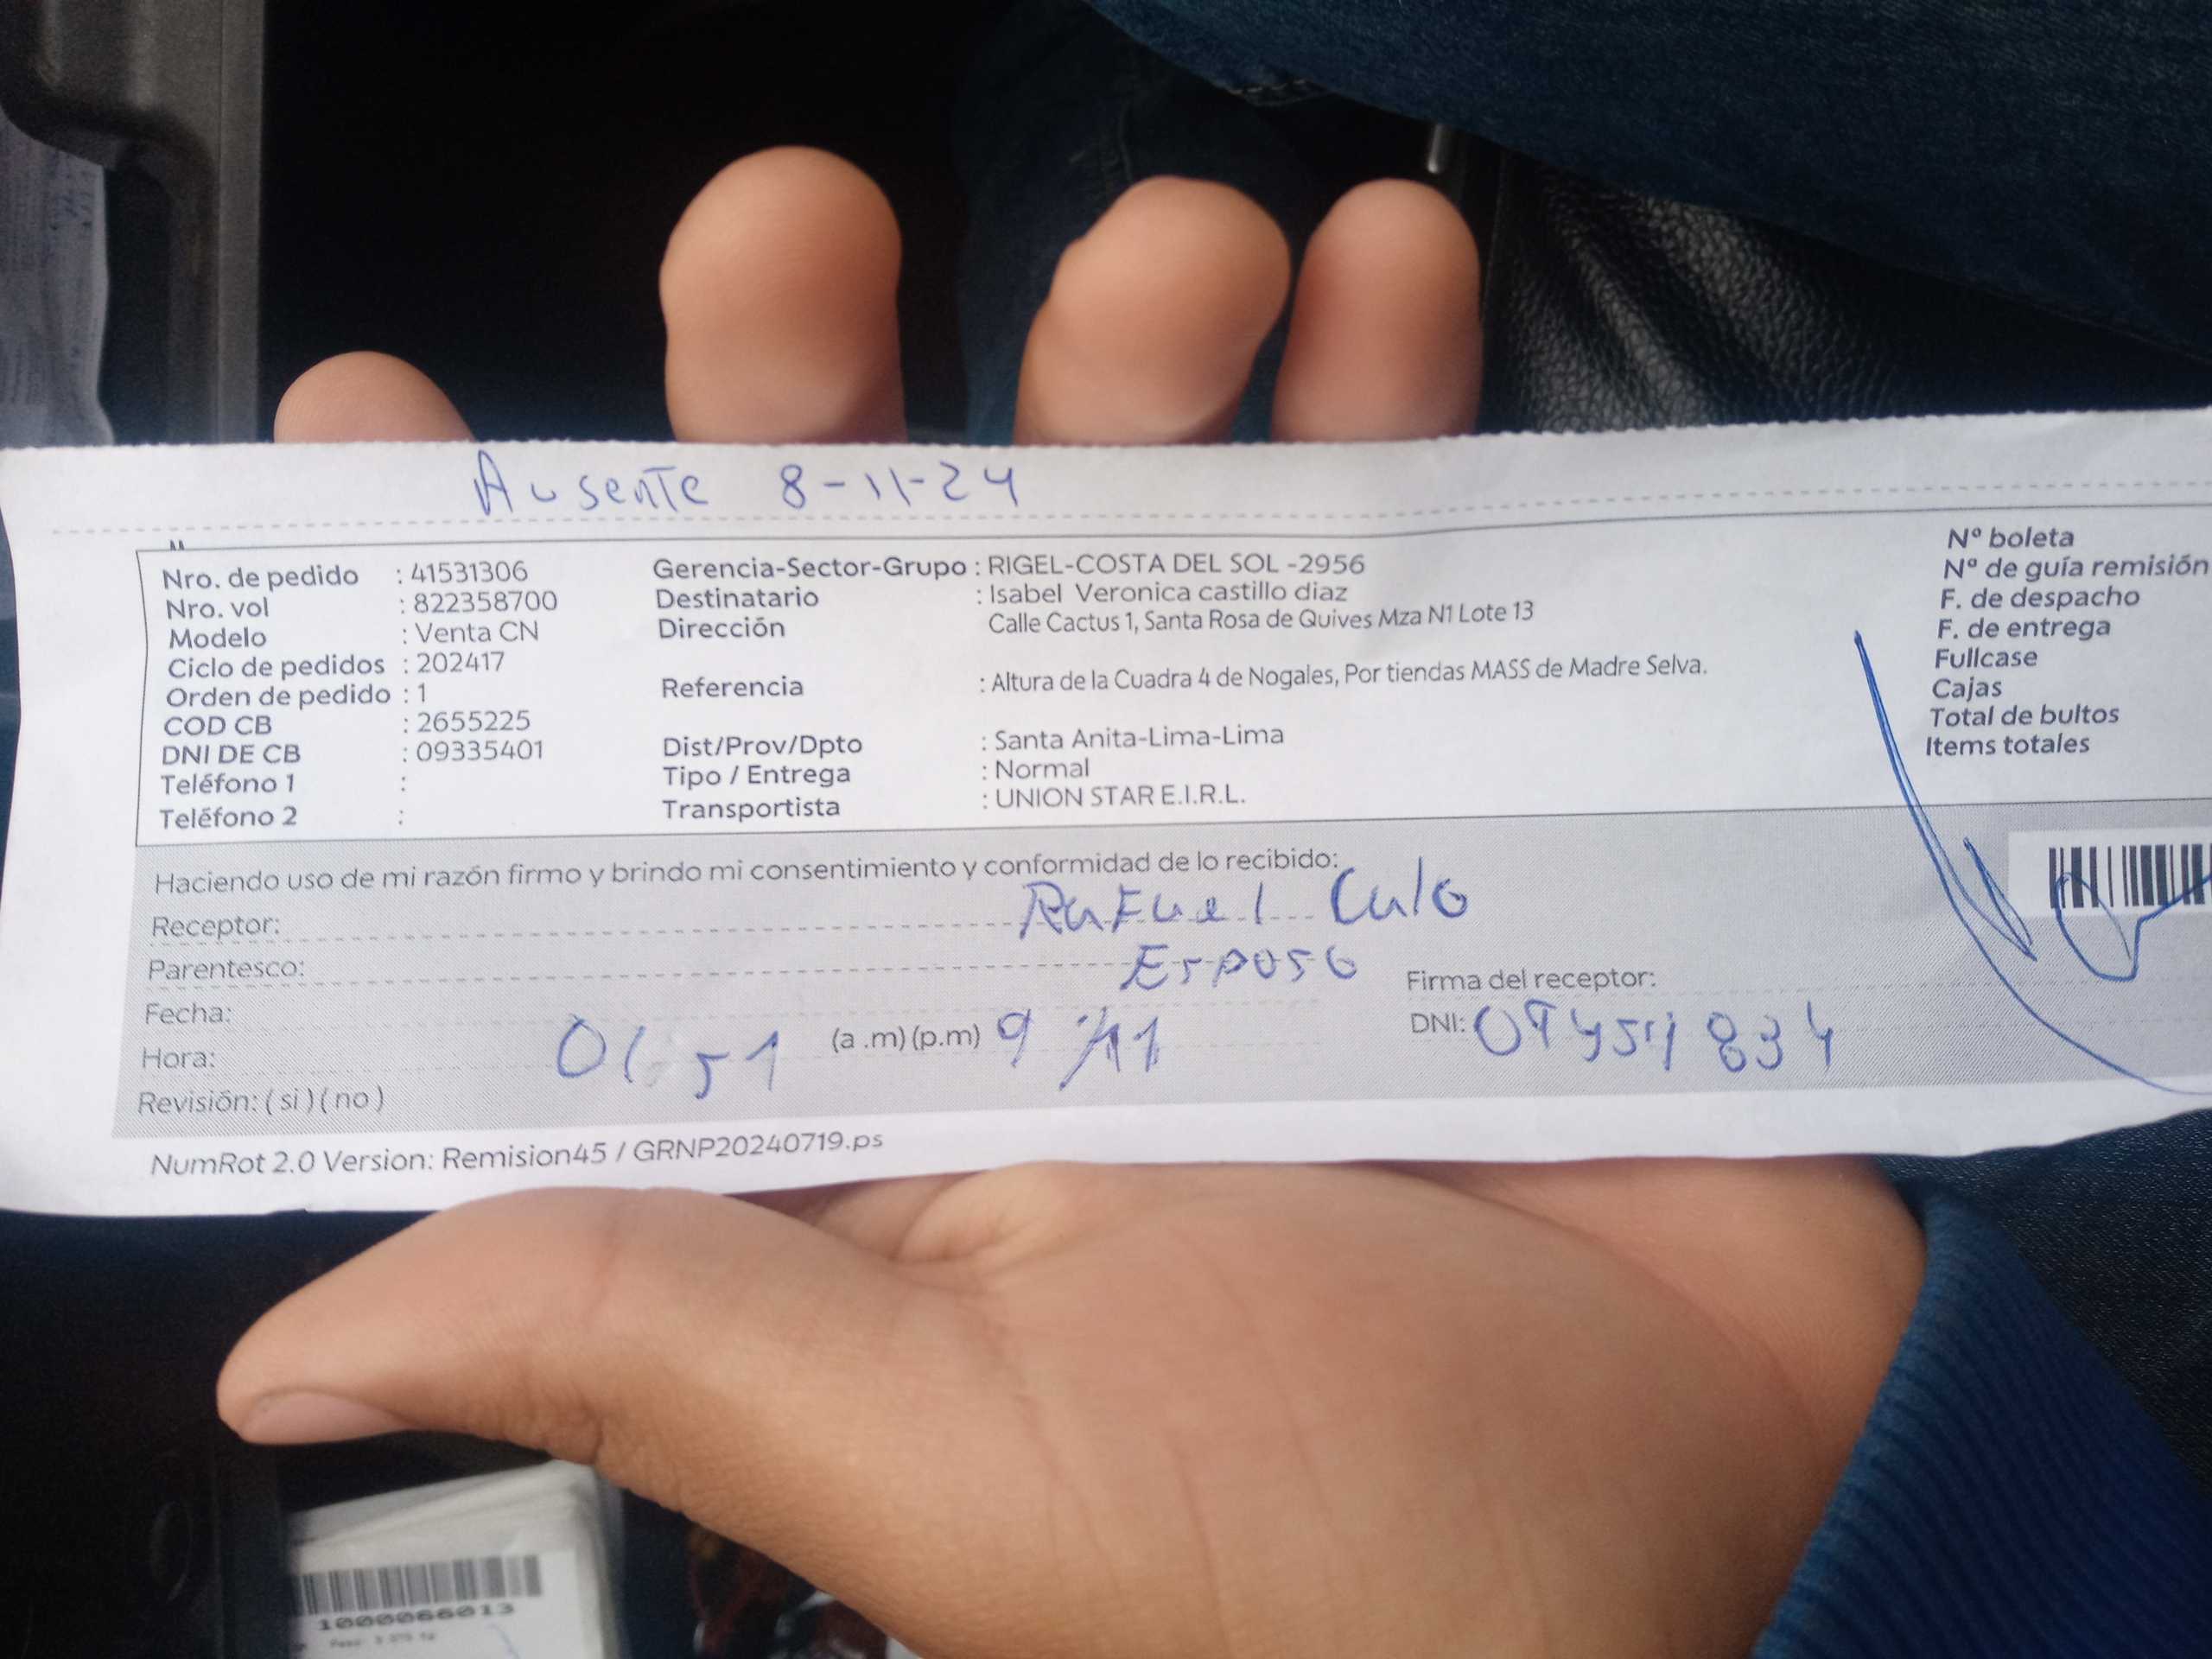 Ausente 8-11-24
Nro. de pedido : 41531306
Nro. vol : 822358700
Modelo : Venta CN
Ciclo de pedidos : 202417
Orden de pedido : 1
COD CB : 2655225
DNI DE CB : 09335401
Teléfono 1 :
Teléfono 2 :
Gerencia-Sector-Grupo : RIGEL-COSTA DEL SOL -2956
Destinatario : Isabel Veronica castillo diaz
Dirección Calle Cactus 1, Santa Rosa de Quives Mza N1 Lote 13
Referencia : Altura de la Cuadra 4 de Nogales, Por tiendas MASS de Madre Selva.
Dist/Prov/Dpto : Santa Anita-Lima-Lima
Tipo / Entrega : Normal
Transportista : UNION STAR E.I.R.L.
Nº boleta
Nº de guía remisión
F. de despacho
F. de entrega
Fullcase
Cajas
Total de bultos
Items totales
Haciendo uso de mi razón firmo y brindo mi consentimiento y conformidad de lo recibido:
Receptor: Rafael Calo
Parentesco: Esposo
Firma del receptor:
Fecha:
Hora: 01:51 (a .m) (p.m) 9/11
DNI:
Revisión: ( si ) ( no )
NumRot 2.0 Version: Remision45 / GRNP20240719.ps
1000066013